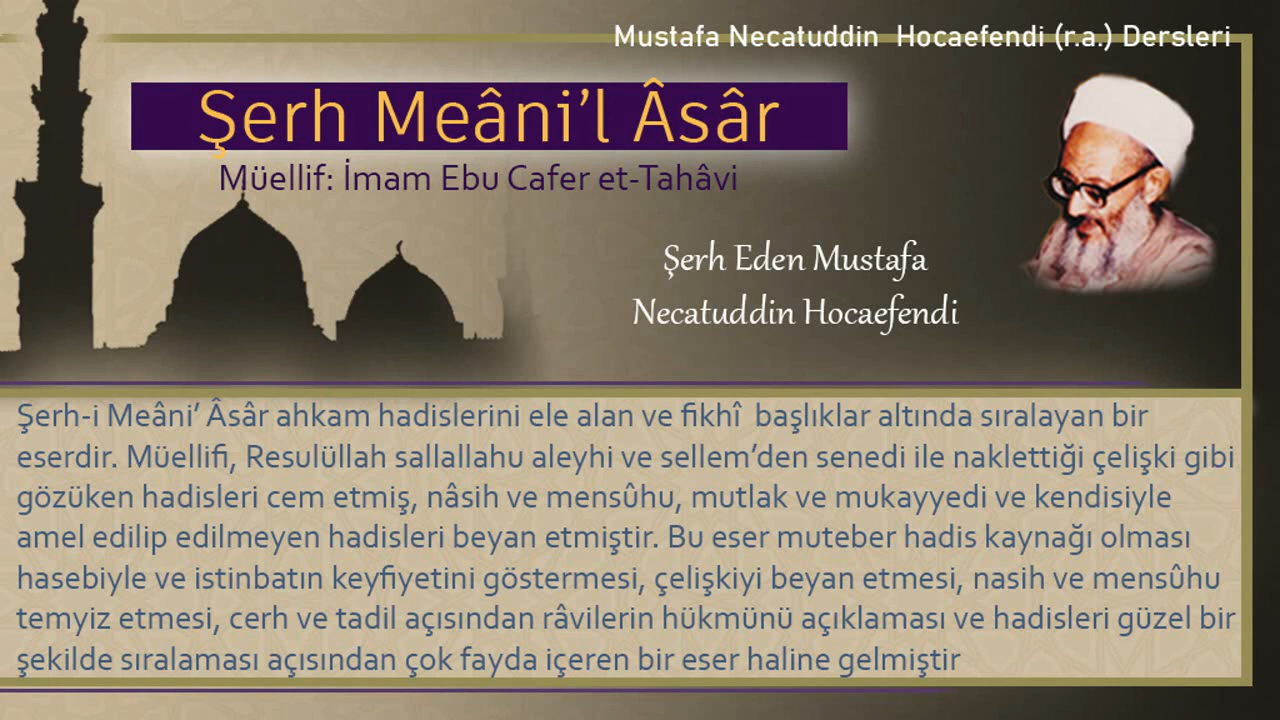 Mustafa Necatuddin Hocaefendi (r.a.) Dersleri
Şerh Meâni’l Âsâr
Müellif: İmam Ebu Cafer et-Tahâvi
Şerh Eden Mustafa
Necatuddin Hocaefendi
Şerh-i Meâni’ Âsâr ahkam hadislerini ele alan ve fikhî başlıklar altında sıralayan bir
eserdir. Müellifi, Resulüllah sallallahu aleyhi ve sellem’den senedi ile naklettiği çelişki gibi
gözüken hadisleri cem etmiş, nâsih ve mensûhu, mutlak ve mukayyedi ve kendisiyle
amel edilip edilmeyen hadisleri beyan etmiştir. Bu eser muteber hadis kaynağı olması
hasebiyle ve istinbatın keyfiyetini göstermesi, çelişkiyi beyan etmesi, nasih ve mensûhu
temyiz etmesi, cerh ve tadil açısından râvilerin hükmünü açıklaması ve hadisleri güzel bir
şekilde sıralaması açısından çok fayda içeren bir eser haline gelmiştir